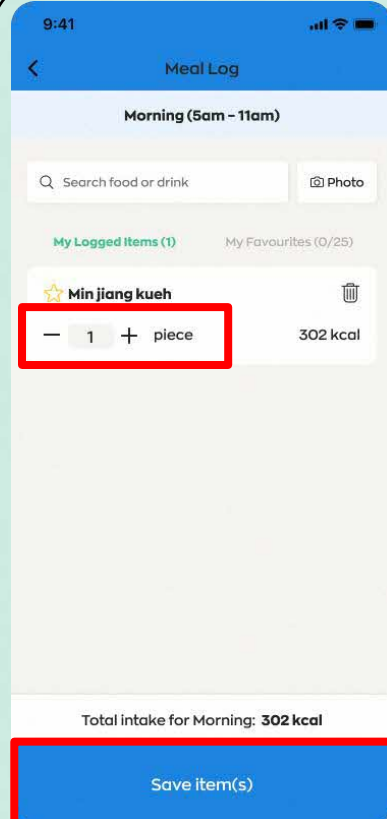 9:41
Meal Log
Morning (5am – 11am)
Search food or drink
Photo
My Logged Items (1) My Favourites (0/25)
Min jiang kueh
1 piece 302 kcal
Total intake for Morning: 302 kcal
Save item(s)